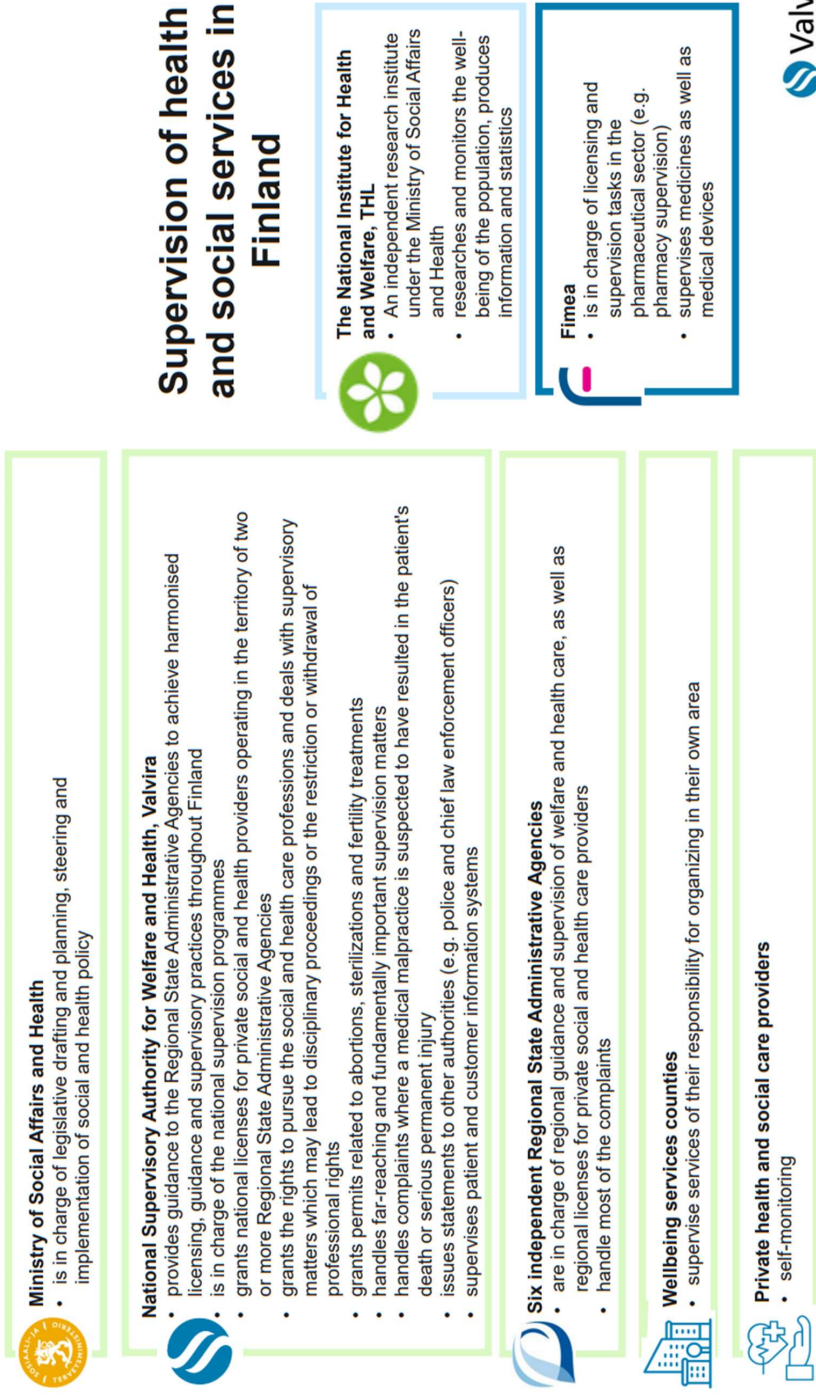 Supervision of health
and social services in
Finland
Ministry of Social Affairs and Health
• is in charge of legislative drafting and planning, steering and
implementation of social and health policy
National Supervisory Authority for Welfare and Health, Valvira
• provides guidance to the Regional State Administrative Agencies to achieve harmonised
licensing, guidance and supervisory practices throughout Finland
• is in charge of the national supervision programmes
• grants national licenses for private social and health providers operating in the territory of two
or more Regional State Administrative Agencies
• grants the rights to pursue the social and health care professions and deals with supervisory
matters which may lead to disciplinary proceedings or the restriction or withdrawal of
professional rights
• grants permits related to abortions, sterilizations and fertility treatments
• handles far-reaching and fundamentally important supervision matters
• handles complaints where a medical malpractice is suspected to have resulted in the patient's
death or serious permanent injury
• issues statements to other authorities (e.g. police and chief law enforcement officers)
• supervises patient and customer information systems
Six independent Regional State Administrative Agencies
• are in charge of regional guidance and supervision of welfare and health care, as well as
regional licenses for private social and health care providers
• handle most of the complaints
Wellbeing services counties
• supervise services of their responsibility for organizing in their own area
Private health and social care providers
• self-monitoring
The National Institute for Health
and Welfare, THL
• An independent research institute
under the Ministry of Social Affairs
and Health
• researches and monitors the well-
being of the population, produces
information and statistics
Fimea
• is in charge of licensing and
supervision tasks in the
pharmaceutical sector (e.g.
pharmacy supervision)
• supervises medicines as well as
medical devices